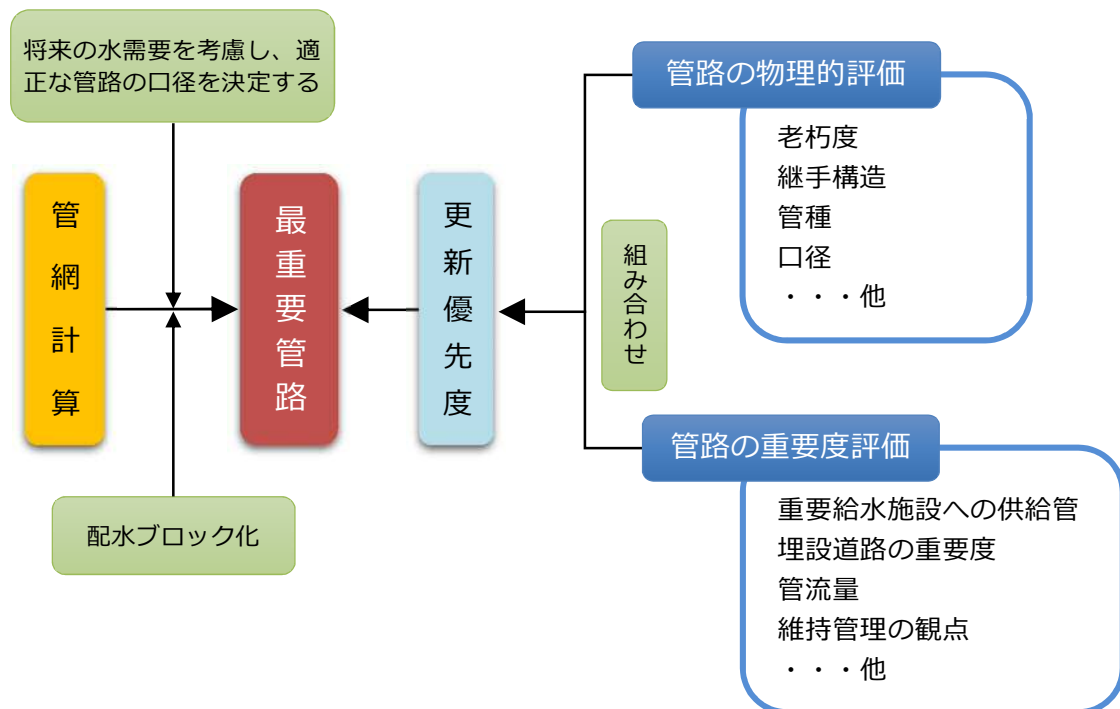 将来の水需要を考慮し、適
正な管路の口径を決定する
管網計算
最重要管路
更新優先度
配水ブロック化
組み合わせ
管路の物理的評価
老朽度
継手構造
管種
口径
・・・他
管路の重要度評価
重要給水施設への供給管
埋設道路の重要度
管流量
維持管理の観点
・・・他